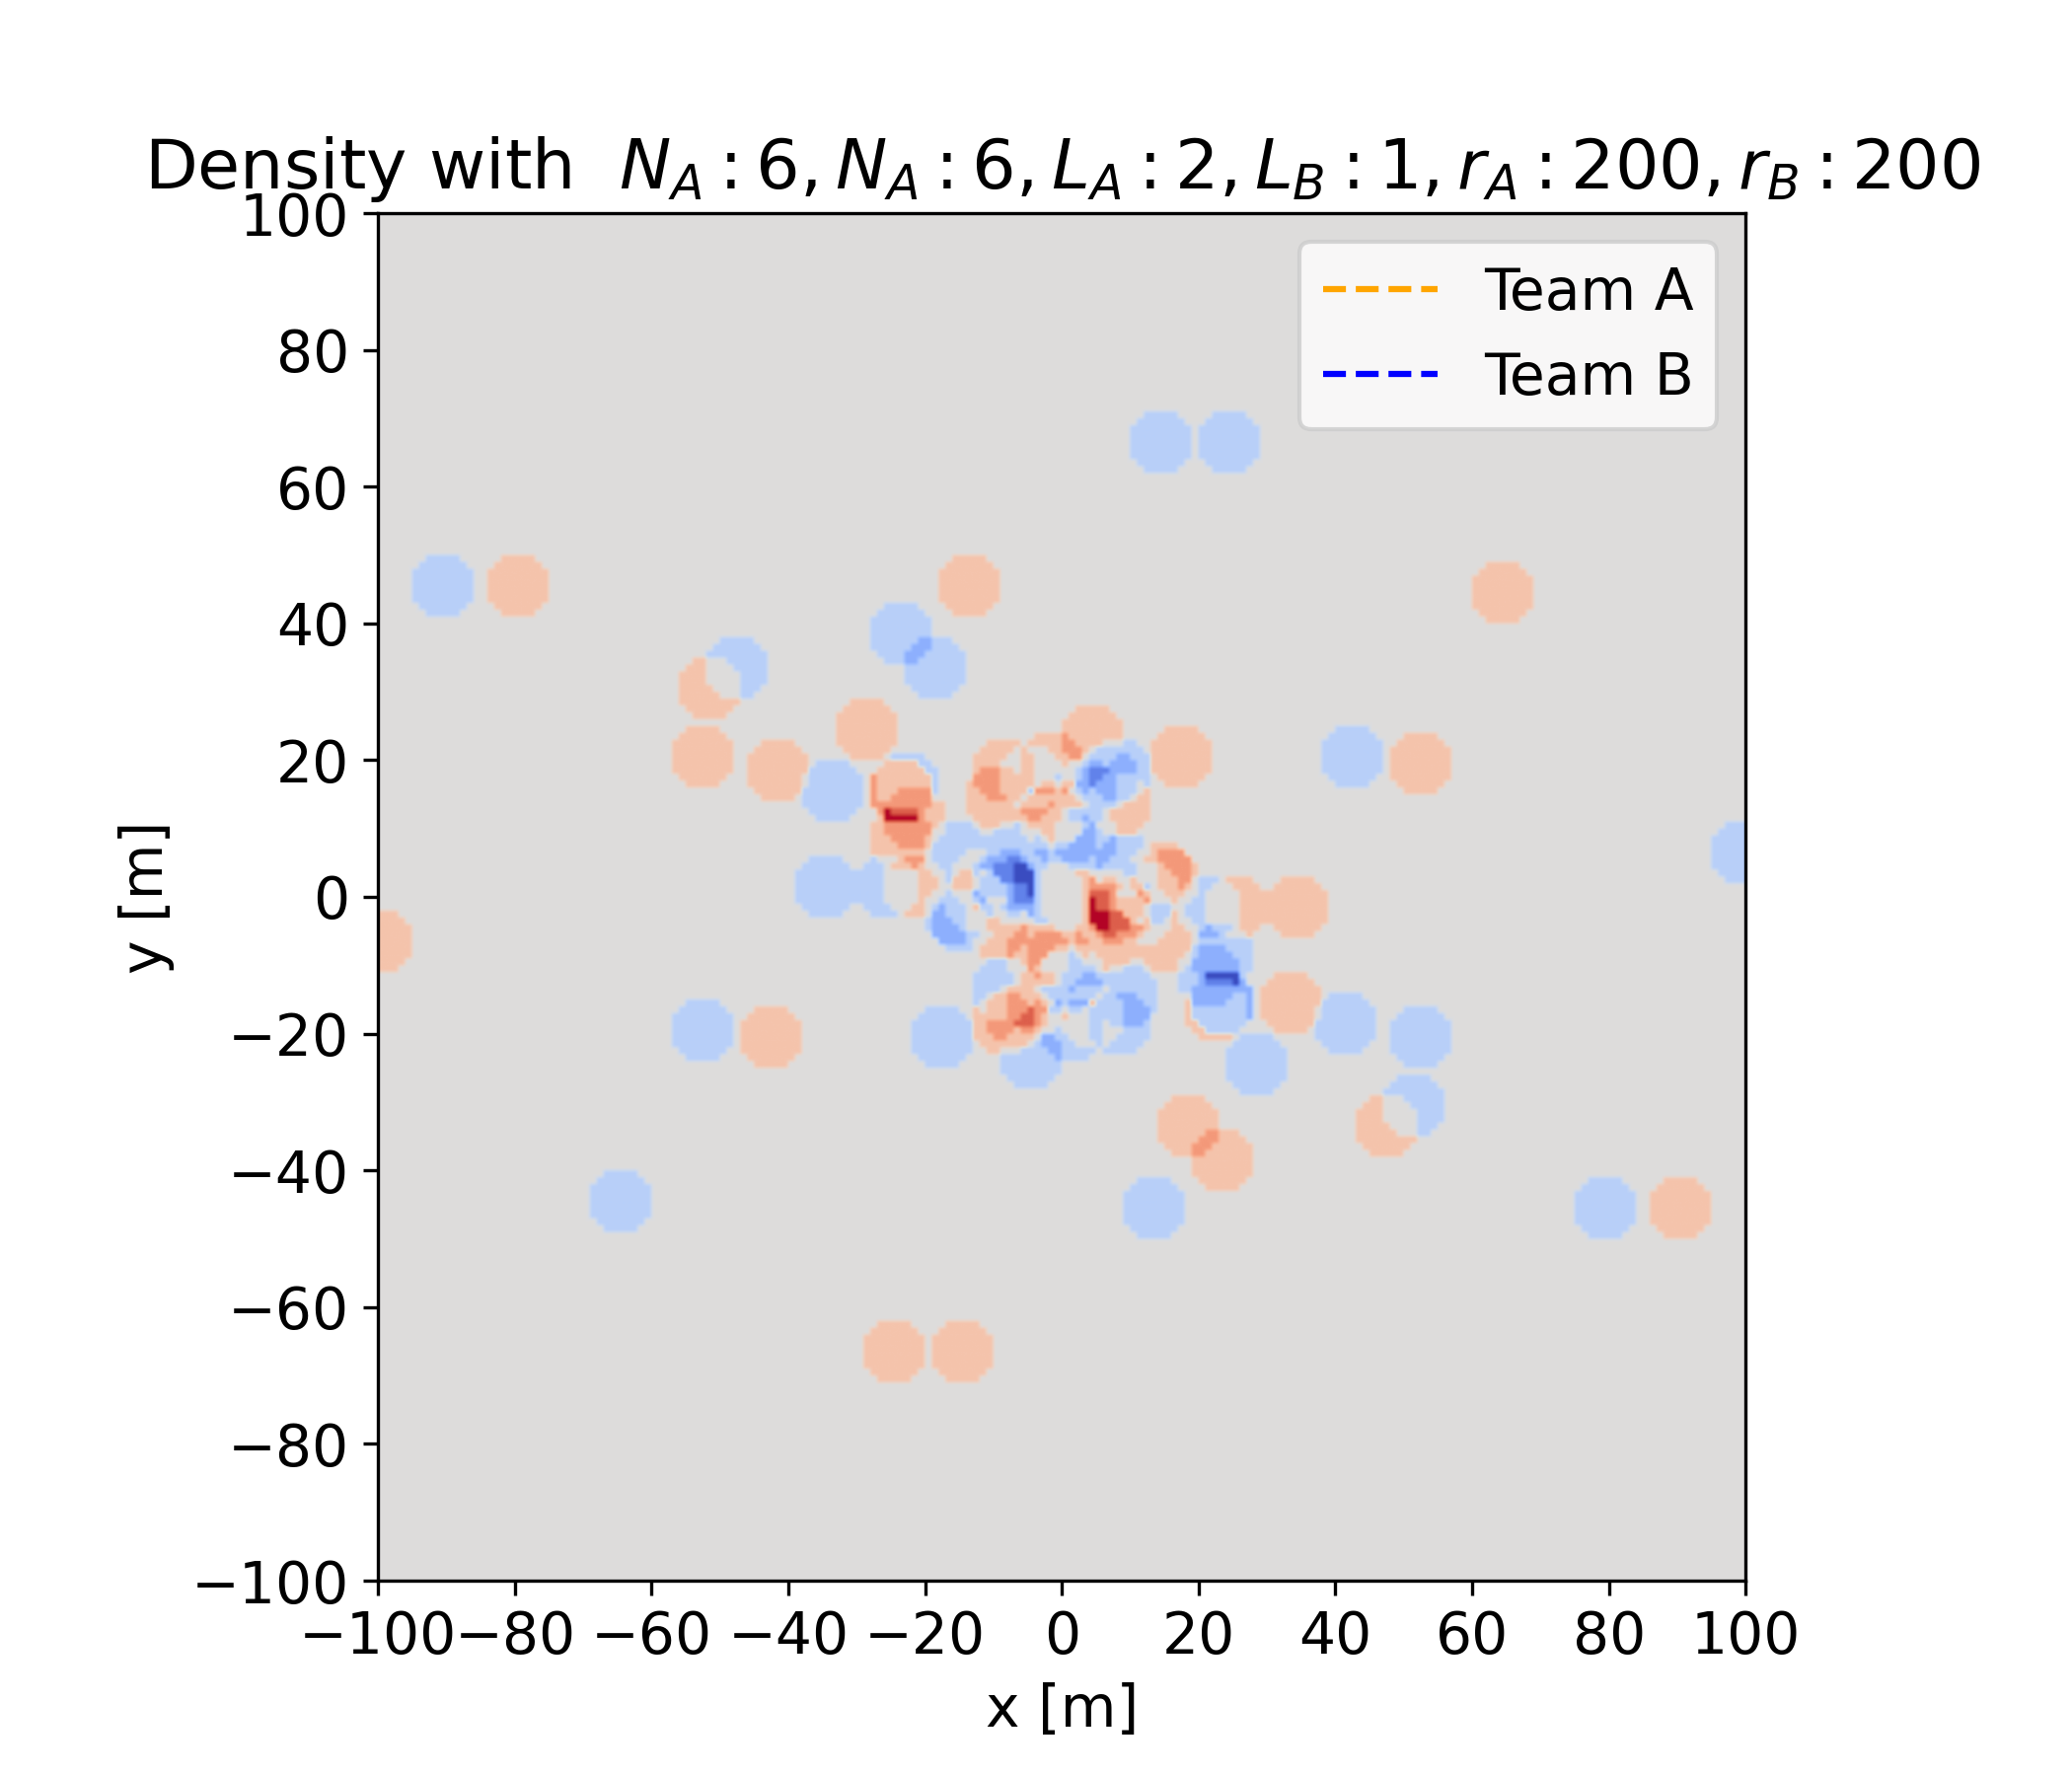 Density with N_A : 6, N_A : 6, L_A : 2, L_B : 1, r_A : 200, r_B : 200
Team A
Team B
100
80
60
40
20
0
−20
−40
−60
−80
−100
y [m]
−100 −80 −60 −40 −20 0 20 40 60 80 100
x [m]